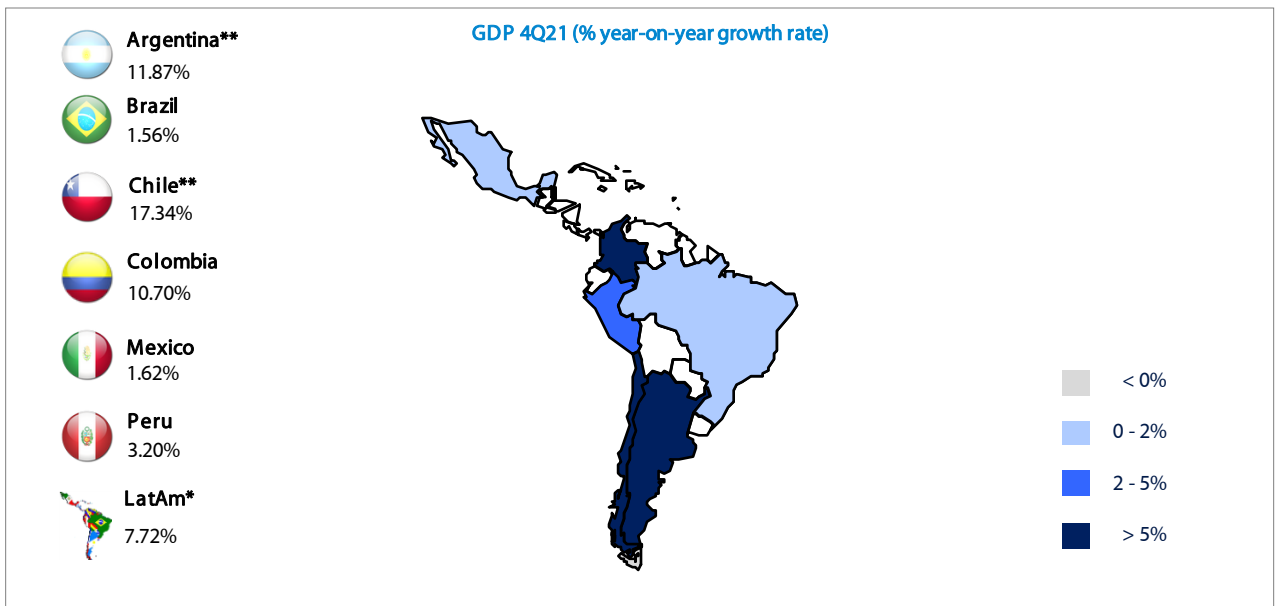 GDP 4Q21 (% year-on-year growth rate)
Argentina**
11.87%
Brazil
1.56%
Chile**
17.34%
Colombia
10.70%
Mexico
1.62%
Peru
3.20%
LatAm*
7.72%
< 0%
0 - 2%
2 - 5%
> 5%